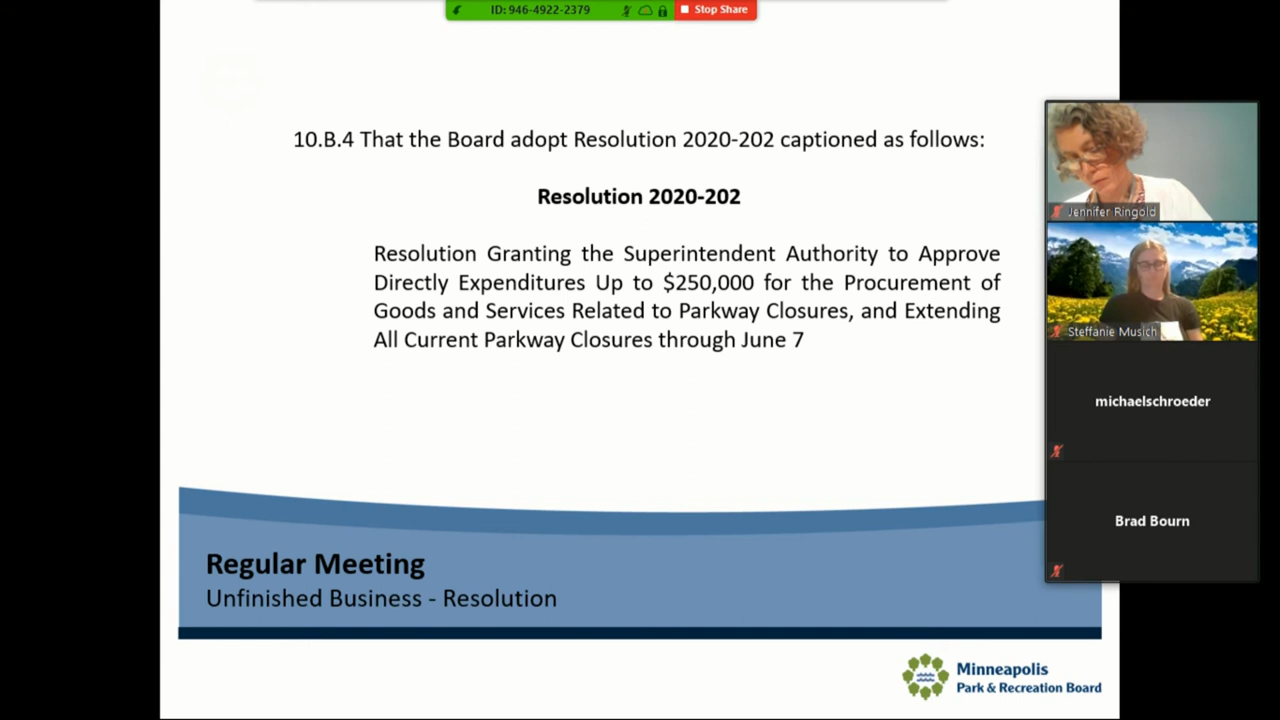 ID: 946-4922-2379
Stop Share
10.B.4 That the Board adopt Resolution 2020-202 captioned as follows:
Resolution 2020-202
Resolution Granting the Superintendent Authority to Approve
Directly Expenditures Up to $250,000 for the Procurement of
Goods and Services Related to Parkway Closures, and Extending
All Current Parkway Closures through June 7
Jennifer Ringold
Steffanie Musich
michaelschroeder
Brad Bourn
Regular Meeting
Unfinished Business - Resolution
Minneapolis
Park & Recreation Board